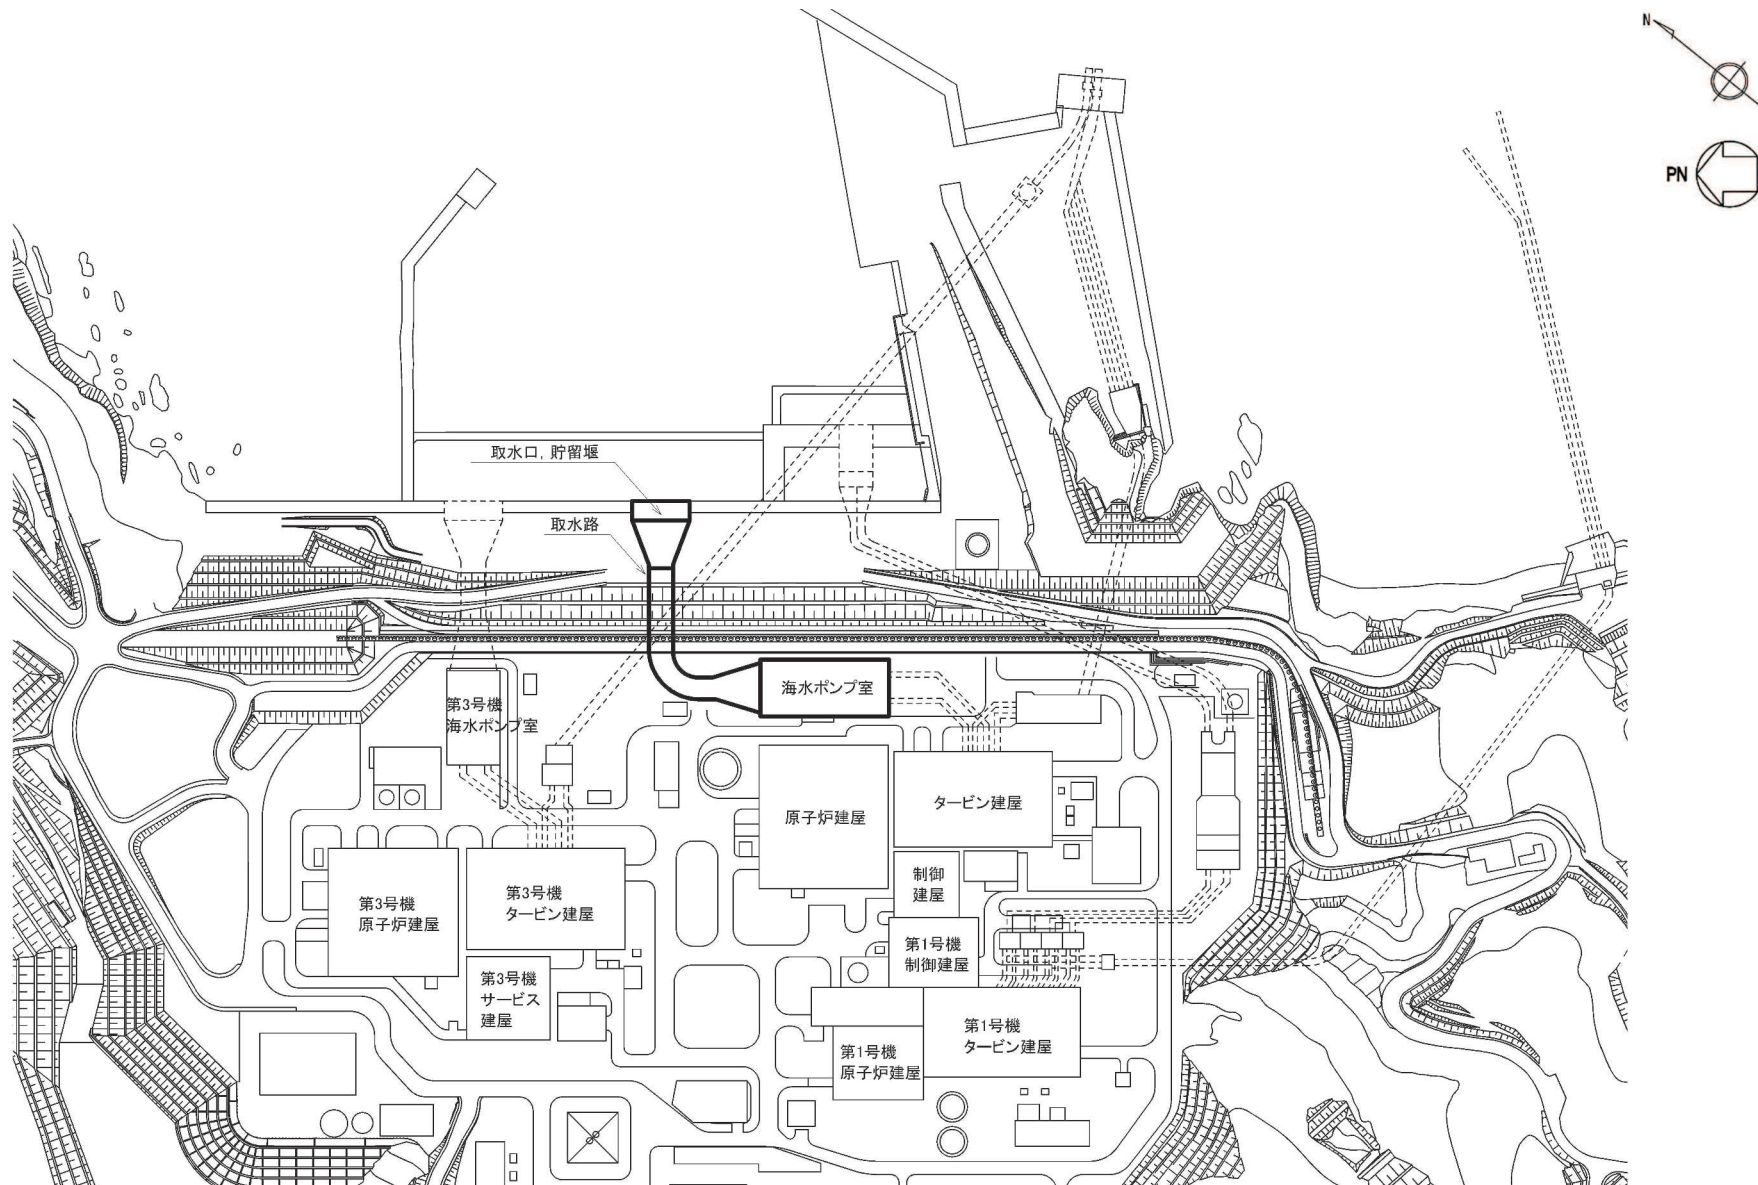 N
PN
取水口, 貯留堰
取水路
海水ポンプ室
第3号機
海水ポンプ室
原子炉建屋
タービン建屋
制御
建屋
第3号機
原子炉建屋
第3号機
タービン建屋
第1号機
制御建屋
第3号機
サービス
建屋
第1号機
タービン建屋
第1号機
原子炉建屋